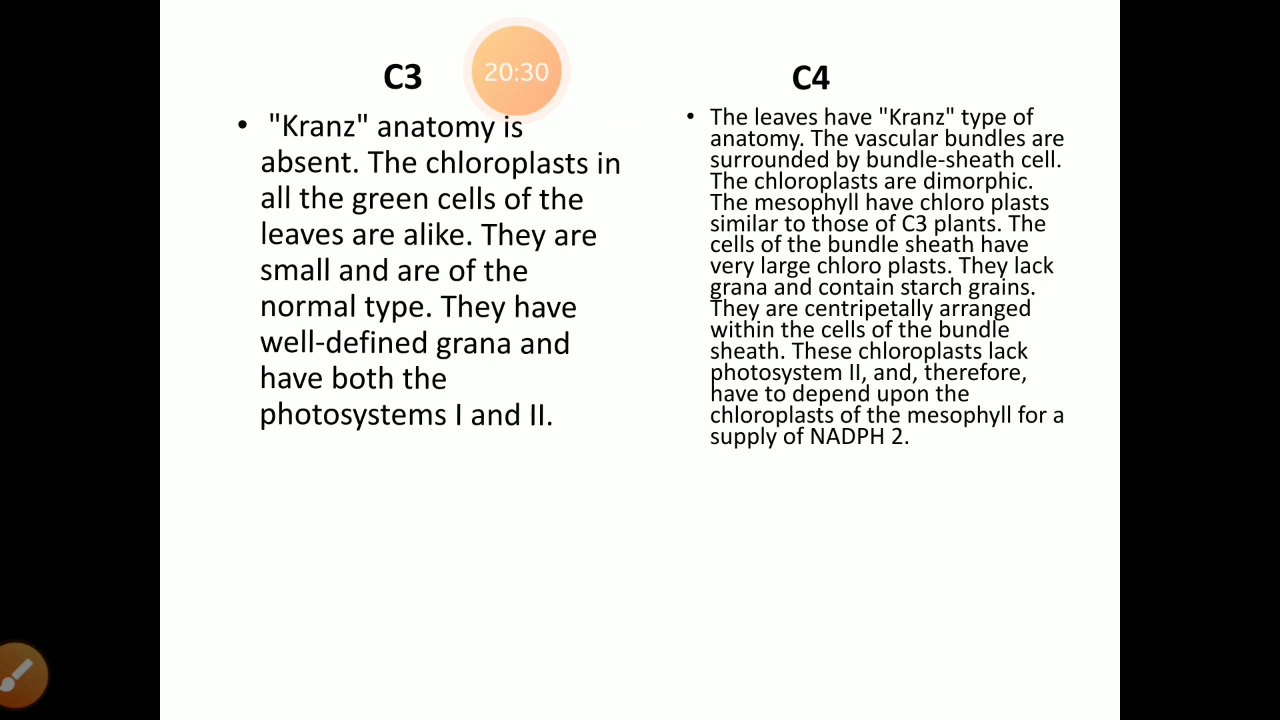 C3
20:30
• "Kranz" anatomy is
absent. The chloroplasts in
all the green cells of the
leaves are alike. They are
small and are of the
normal type. They have
well-defined grana and
have both the
photosystems I and II.
C4
• The leaves have "Kranz" type of
anatomy. The vascular bundles are
surrounded by bundle-sheath cell.
The chloroplasts are dimorphic.
The mesophyll have chloro plasts
similar to those of C3 plants. The
cells of the bundle sheath have
very large chloro plasts. They lack
grana and contain starch grains.
They are centripetally arranged
within the cells of the bundle
sheath. These chloroplasts lack
photosystem II, and, therefore,
have to depend upon the
chloroplasts of the mesophyll for a
supply of NADPH 2.